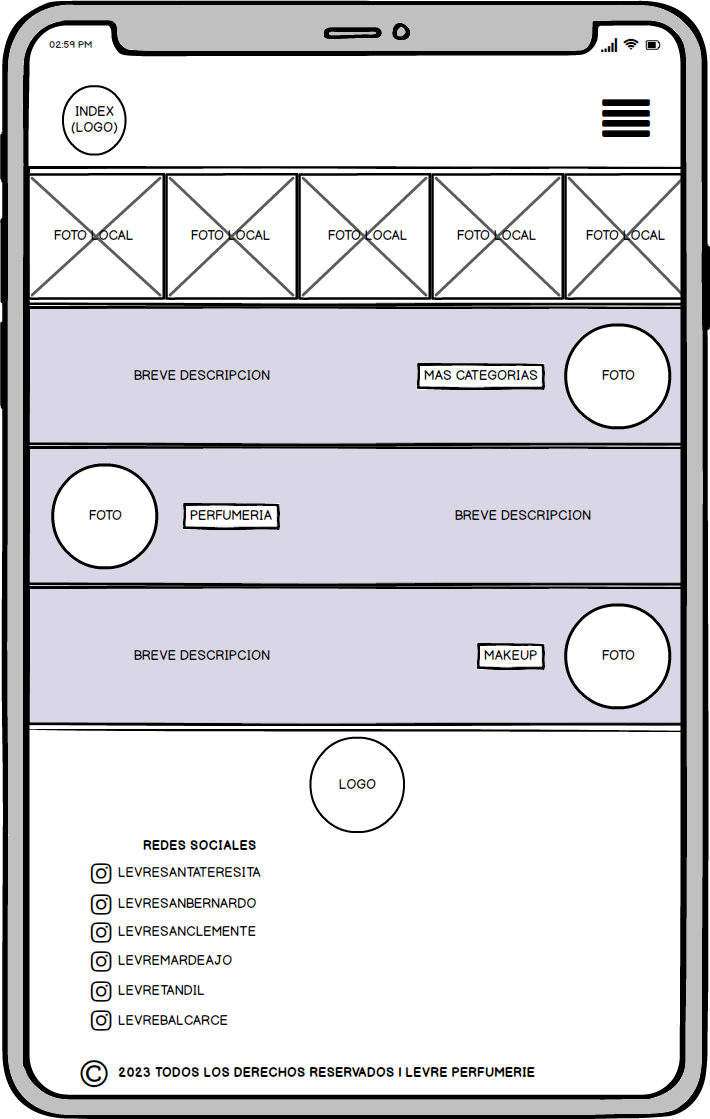 02:59 PM
INDEX
(LOGO)
FOTO LOCAL
FOTO LOCAL
FOTO LOCAL
FOTO LOCAL
FOTO LOCAL
BREVE DESCRIPCION
MAS CATEGORIAS
FOTO
FOTO
PERFUMERIA
BREVE DESCRIPCION
BREVE DESCRIPCION
MAKEUP
FOTO
LOGO
REDES SOCIALES
LEVRESANTATERESITA
LEVRESANBERNARDO
LEVRESANCLEMENTE
LEVREMARDEAJO
LEVRETANDIL
LEVREBALCARCE
© 2023 TODOS LOS DERECHOS RESERVADOS | LEVRE PERFUMERIE